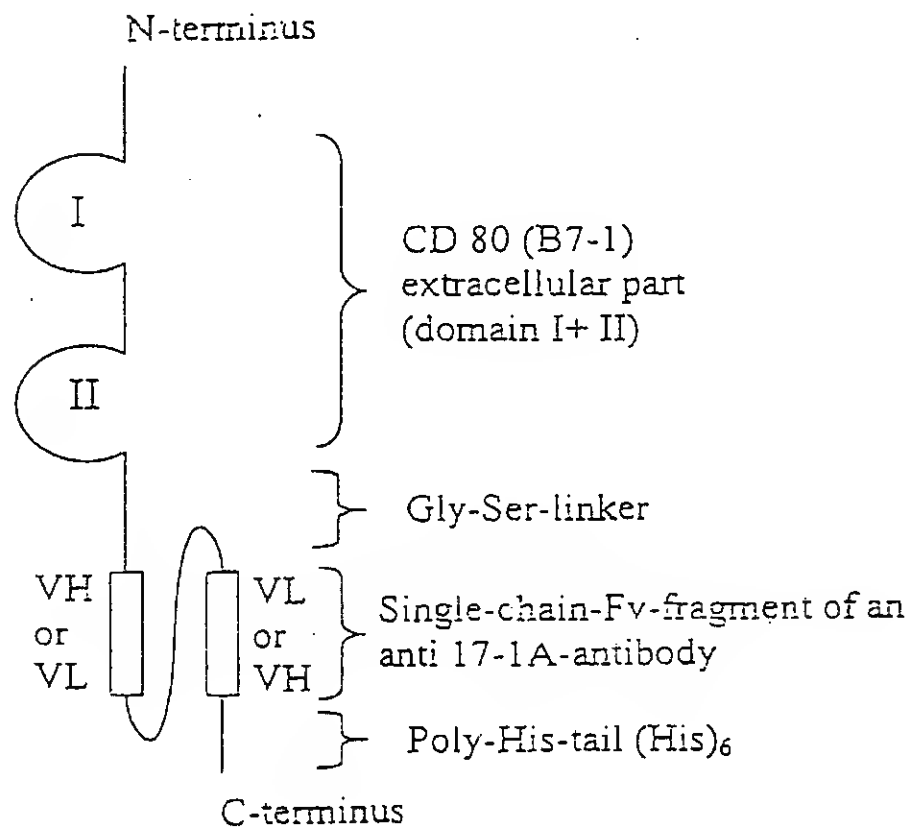 N-terminus
I
CD 80 (B7-1)
extracellular part
(domain I+ II)
II
Gly-Ser-linker
VH
or
VL
VL
or
VH
Single-chain-Fv-fragment of an
anti 17-1A-antibody
Poly-His-tail (His)6
C-terminus